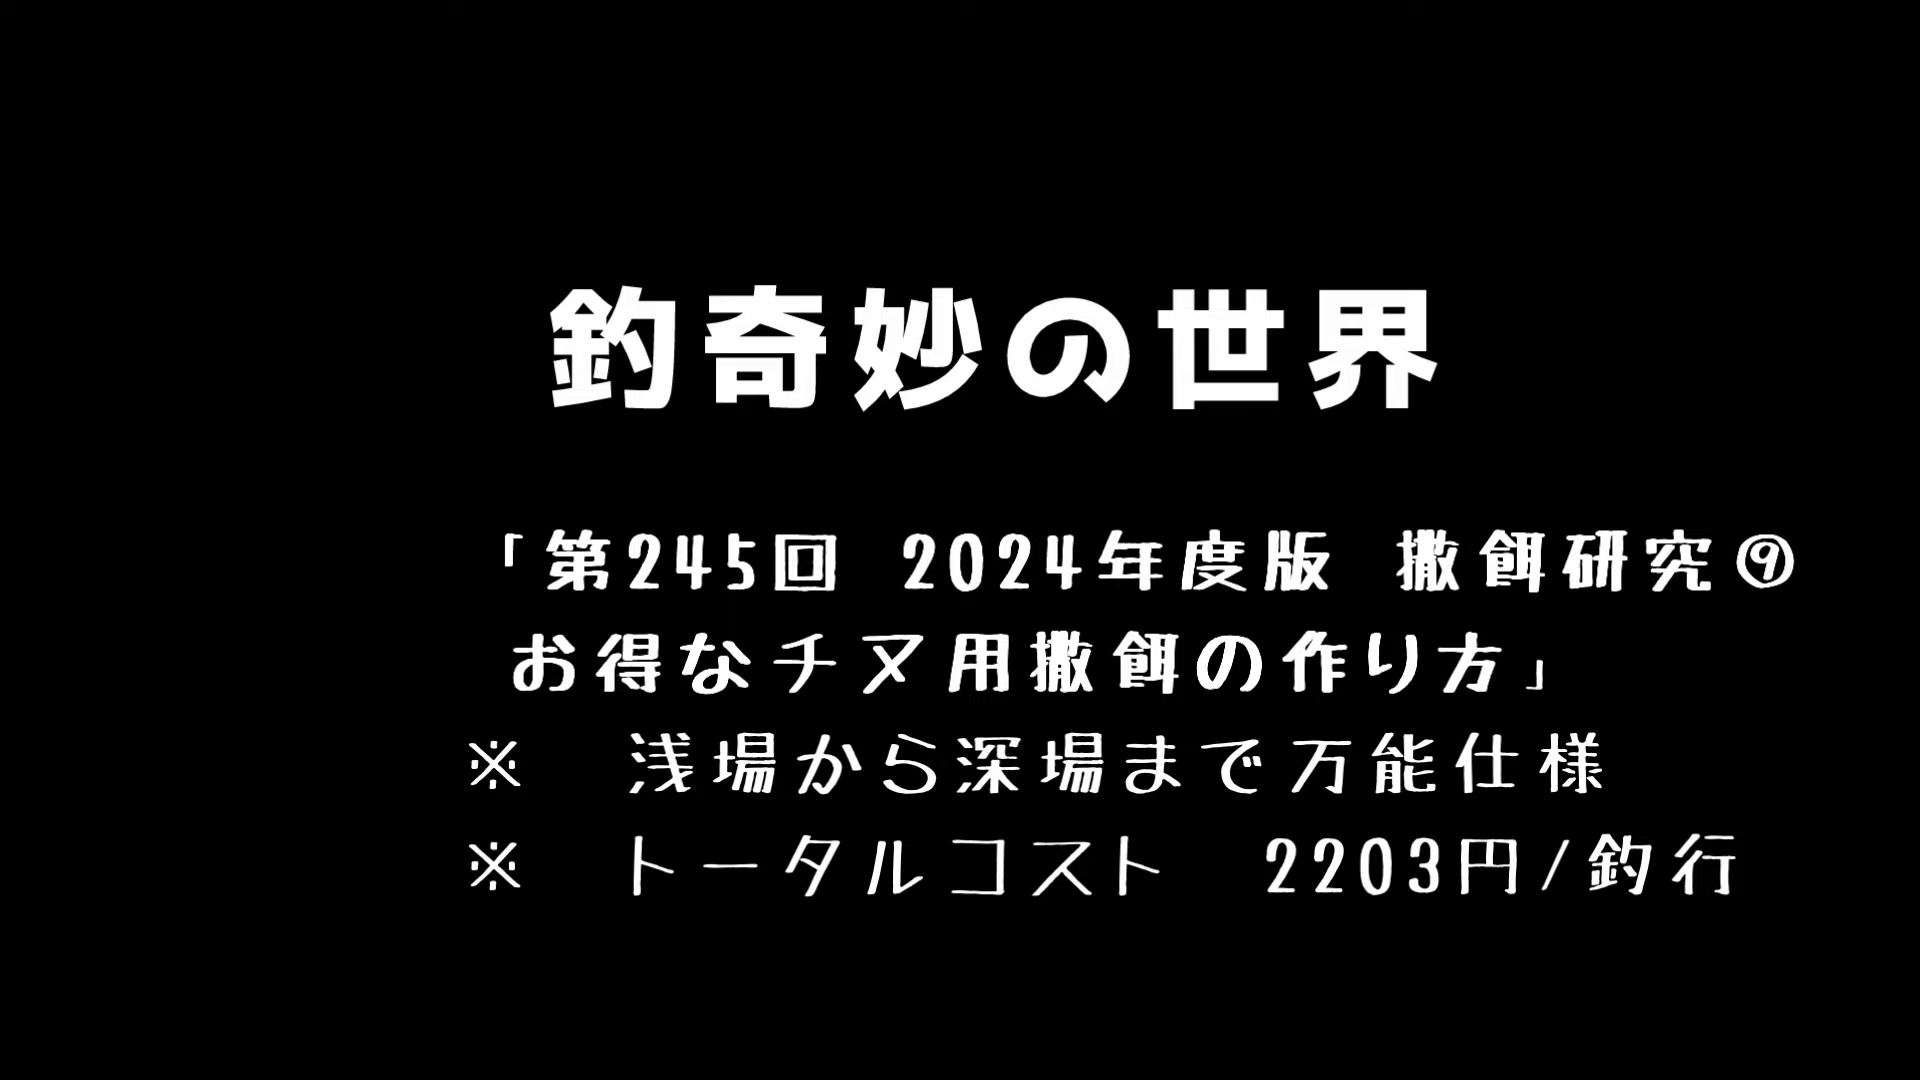 釣奇妙の世界
「第245回 2024年度版 撒餌研究⑨
お得なチヌ用撒餌の作り方」
※　浅場から深場まで万能仕様
※　トータルコスト　2203円/釣行